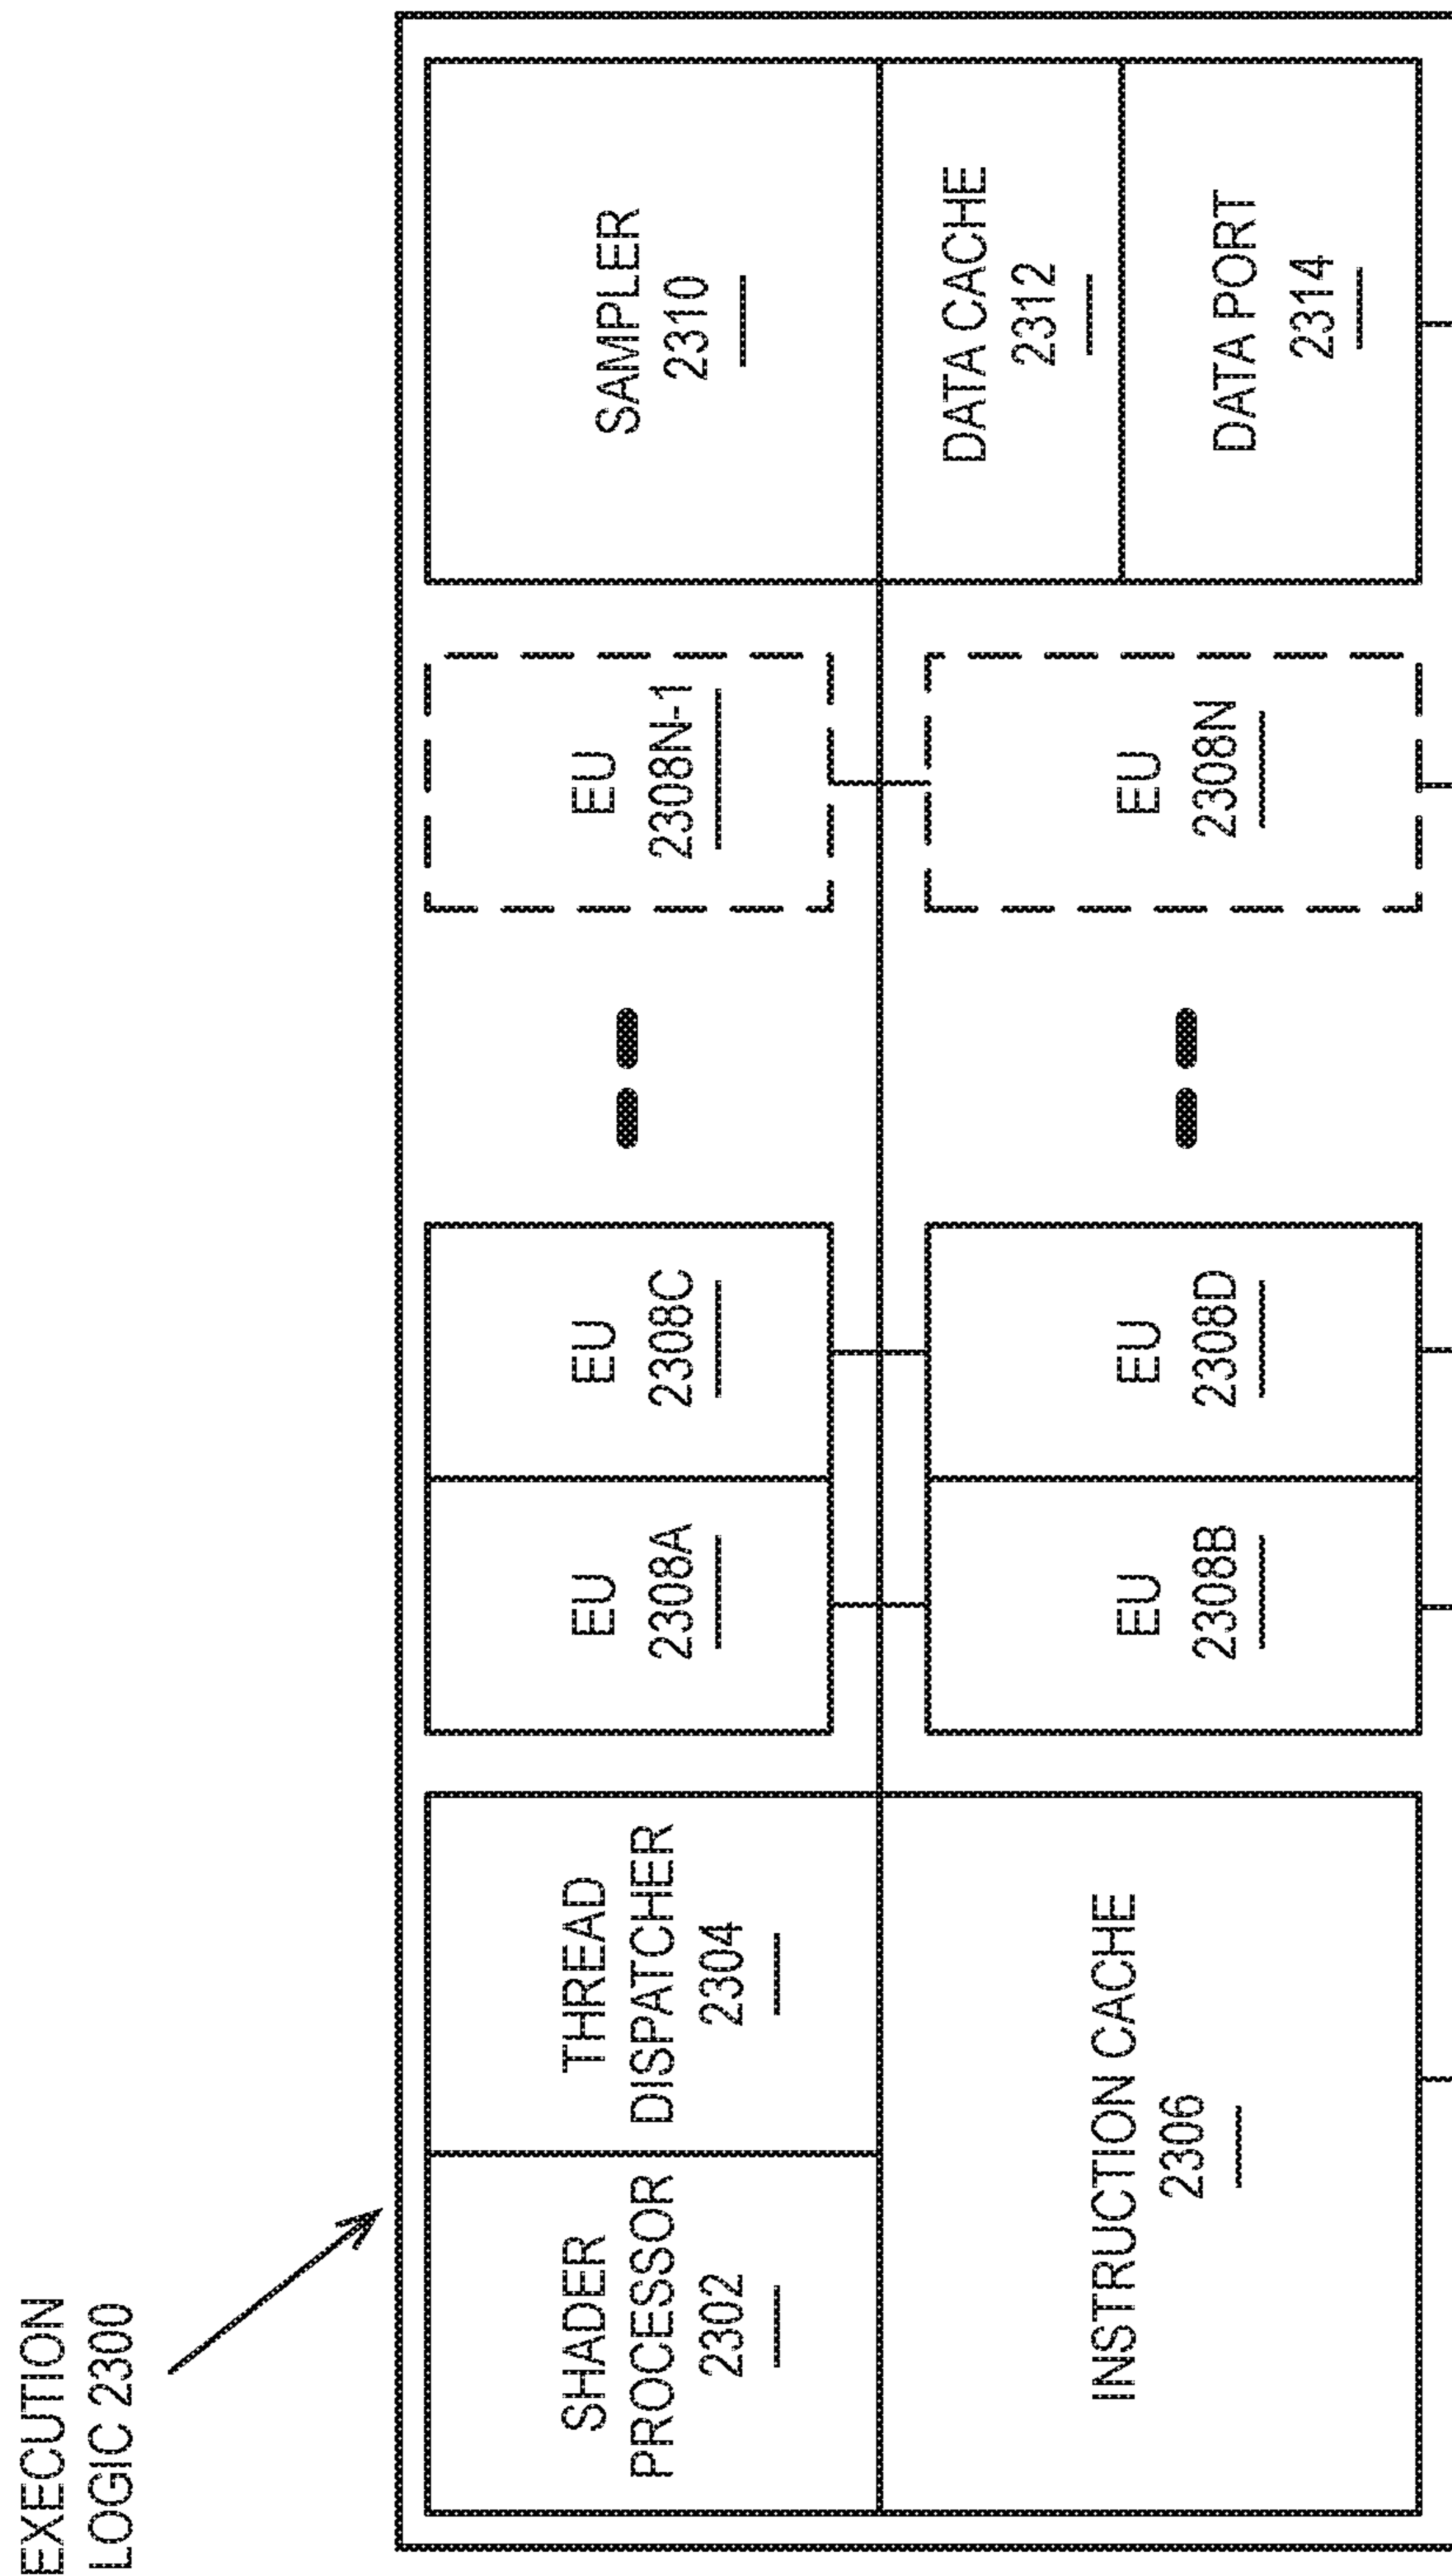 EXECUTION
LOGIC 2300
SHADER
PROCESSOR
2302
THREAD
DISPATCHER
2304
INSTRUCTION CACHE
2306
EU
2308A
EU
2308C
EU
2308B
EU
2308D
EU
2308N-1
EU
2308N
SAMPLER
2310
DATA CACHE
2312
DATA PORT
2314